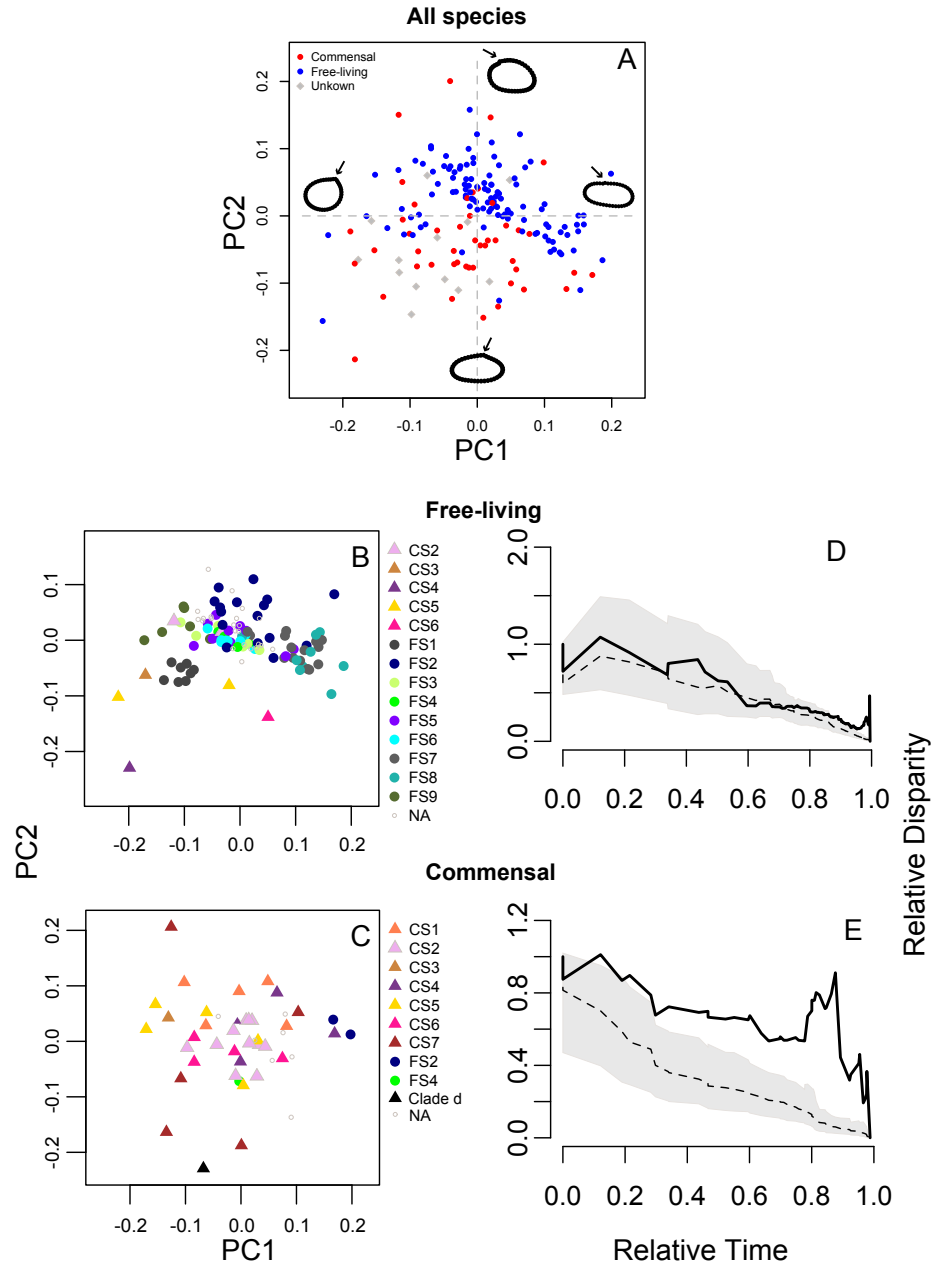 All species
A
Commensal
Free-living
Unkown
0.2
0.1
0.0
-0.1
-0.2
PC2
-0.2
-0.1
0.0
0.1
0.2
PC1
Free-living
B
0.1
0.0
-0.1
-0.2
-0.2
-0.1
0.0
0.1
0.2
CS2
CS3
CS4
CS5
CS6
FS1
FS2
FS3
FS4
FS5
FS6
FS7
FS8
FS9
NA
D
2.0
1.0
0.0
0.0
0.2
0.4
0.6
0.8
1.0
PC2
Relative Disparity
Commensal
C
0.2
0.1
0.0
-0.1
-0.2
-0.2
-0.1
0.0
0.1
0.2
PC1
CS1
CS2
CS3
CS4
CS5
CS6
CS7
FS2
FS4
Clade d
NA
E
1.2
0.8
0.4
0.0
0.0
0.2
0.4
0.6
0.8
1.0
Relative Time